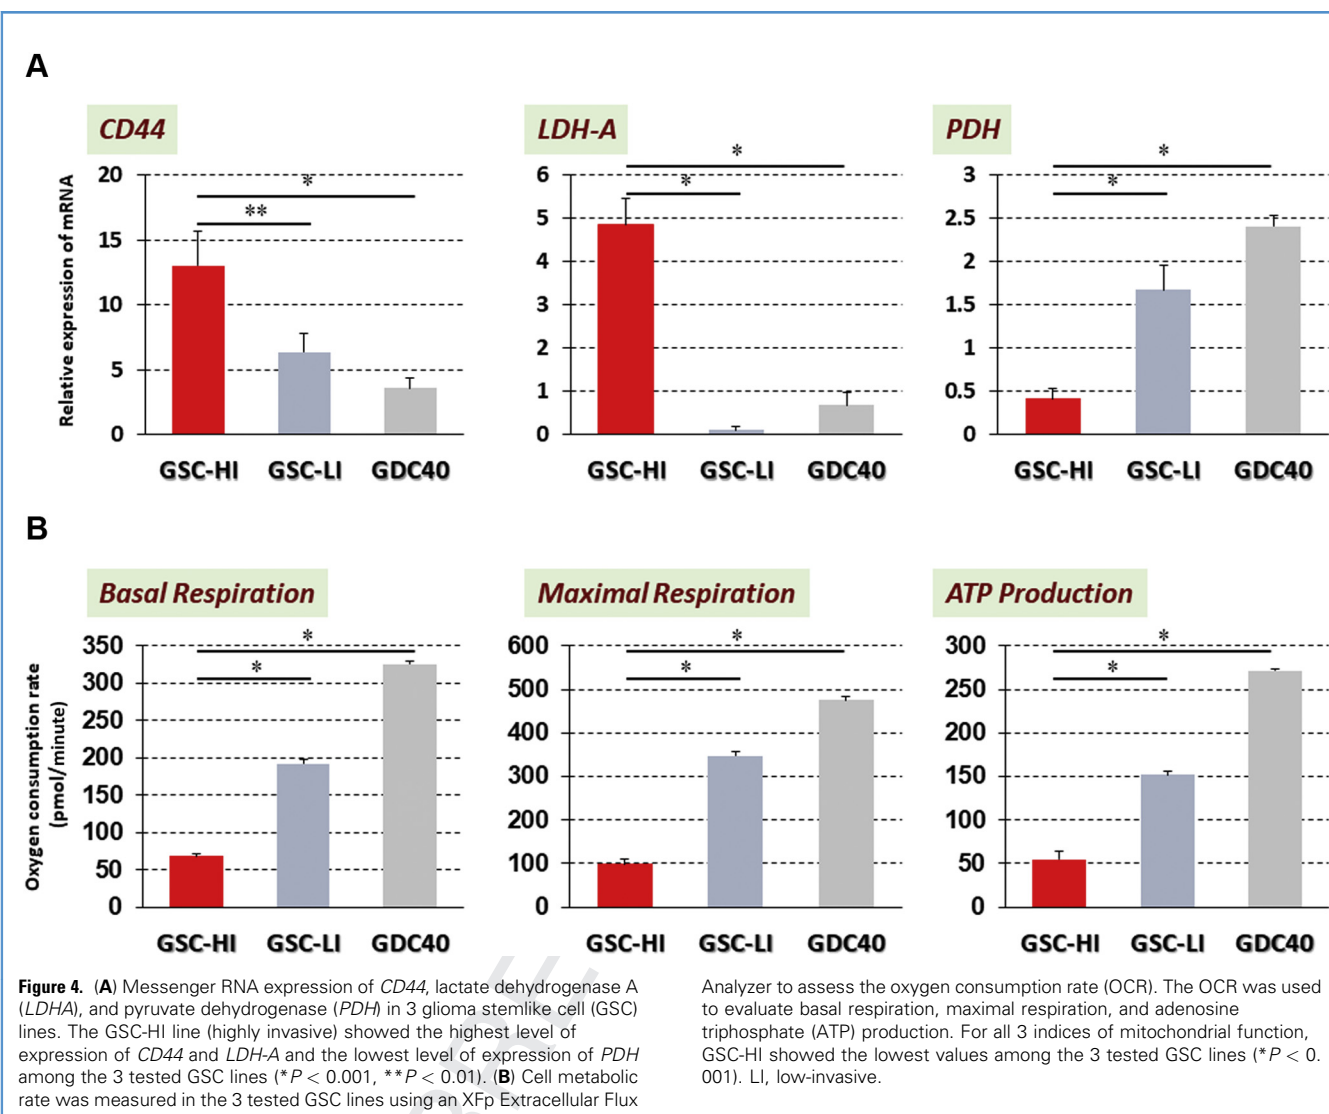 A
CD44
Relative expression of mRNA
20
15
10
5
0
*
**
GSC-HI GSC-LI GDC40
LDH-A
6
5
4
3
2
1
0
*
*
GSC-HI GSC-LI GDC40
PDH
3
2.5
2
1.5
1
0.5
0
*
*
GSC-HI GSC-LI GDC40
B
Basal Respiration
Oxygen consumption rate
(pmol/minute)
350
300
250
200
150
100
50
0
*
*
GSC-HI GSC-LI GDC40
Maximal Respiration
600
500
400
300
200
100
0
*
*
GSC-HI GSC-LI GDC40
ATP Production
300
250
200
150
100
50
0
*
*
GSC-HI GSC-LI GDC40
Figure 4. (A) Messenger RNA expression of CD44, lactate dehydrogenase A
(LDHA), and pyruvate dehydrogenase (PDH) in 3 glioma stemlike cell (GSC)
lines. The GSC-HI line (highly invasive) showed the highest level of
expression of CD44 and LDH-A and the lowest level of expression of PDH
among the 3 tested GSC lines (*P < 0.001, **P < 0.01). (B) Cell metabolic
rate was measured in the 3 tested GSC lines using an XFp Extracellular Flux
Analyzer to assess the oxygen consumption rate (OCR). The OCR was used
to evaluate basal respiration, maximal respiration, and adenosine
triphosphate (ATP) production. For all 3 indices of mitochondrial function,
GSC-HI showed the lowest values among the 3 tested GSC lines (*P < 0.
001). LI, low-invasive.
PRE